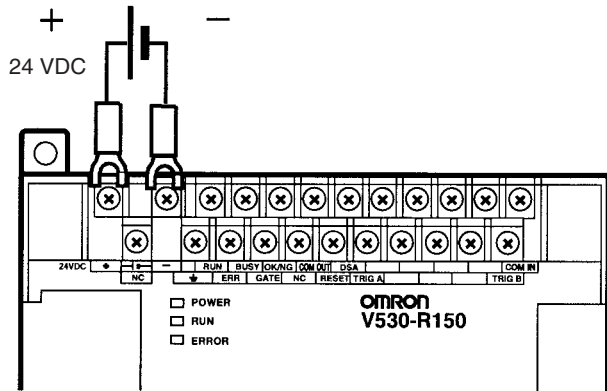 + −
24 VDC
24VDC + − RUN BUSY OK/NG COM OUT DSA COM IN
NC ERR GATE NC RESET TRIG A TRIG B
POWER
RUN
ERROR
OMRON
V530-R150